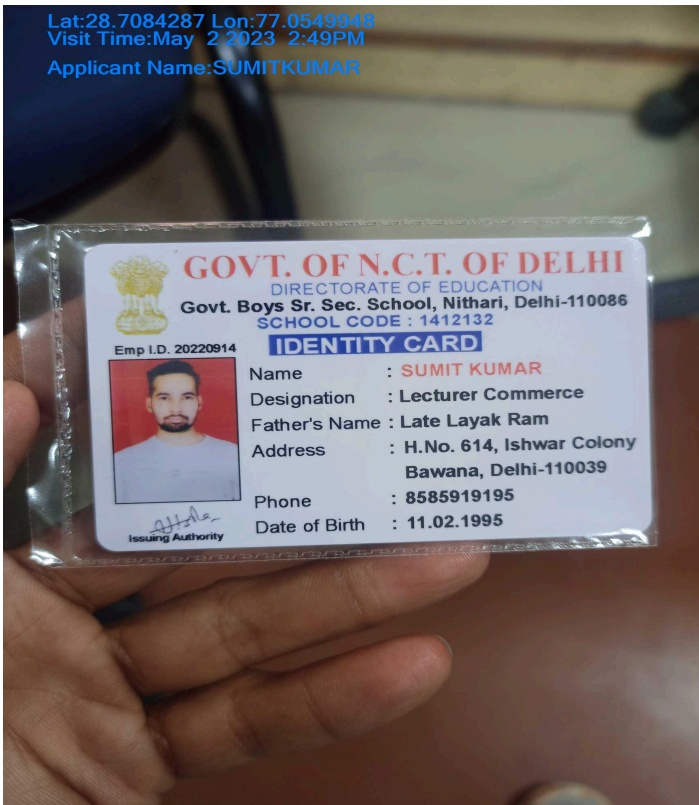 Lat:28.7084287 Lon:77.0549948
Visit Time:May 2 2023 2:49PM
Applicant Name:SUMITKUMAR
GOVT. OF N.C.T. OF DELHI
DIRECTORATE OF EDUCATION
Govt. Boys Sr. Sec. School, Nithari, Delhi-110086
SCHOOL CODE : 1412132
IDENTITY CARD
Emp I.D. 20220914
Name : SUMIT KUMAR
Designation : Lecturer Commerce
Father's Name : Late Layak Ram
Address : H.No. 614, Ishwar Colony
Bawana, Delhi-110039
Phone : 8585919195
Date of Birth : 11.02.1995
Issuing Authority